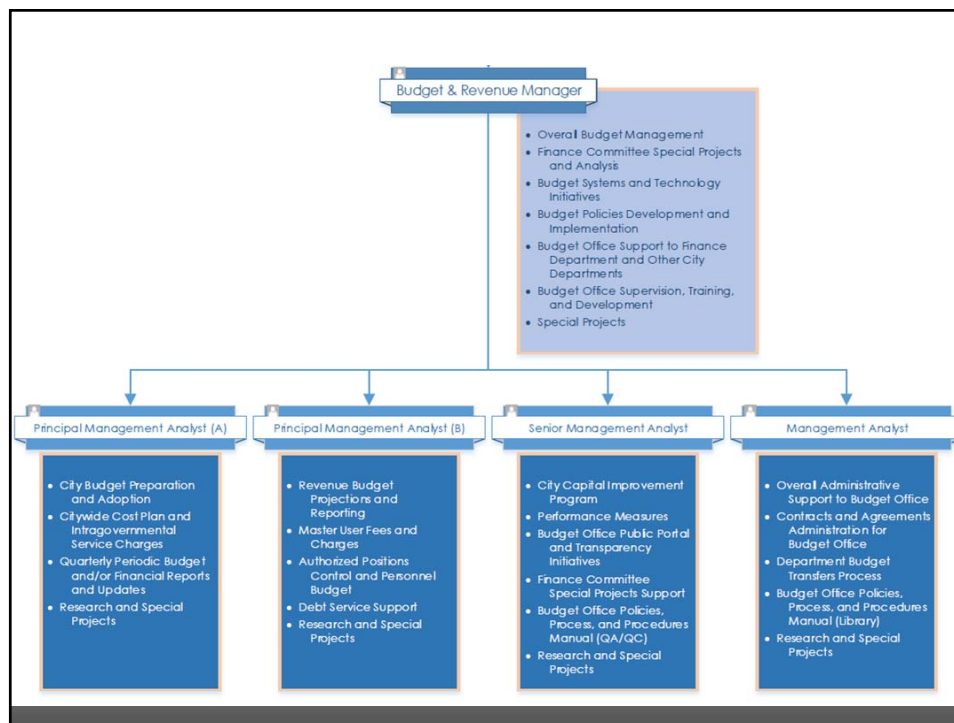 Budget & Revenue Manager
• Overall Budget Management
• Finance Committee Special Projects
and Analysis
• Budget Systems and Technology
Initiatives
• Budget Policies Development and
Implementation
• Budget Office Support to Finance
Department and Other City
Departments
• Budget Office Supervision, Training,
and Development
• Special Projects
Principal Management Analyst (A)
• City Budget Preparation
and Adoption
• Citywide Cost Plan and
Intragovernmental
Service Charges
• Quarterly Periodic Budget
and/or Financial Reports
and Updates
• Research and Special
Projects
Principal Management Analyst (B)
• Revenue Budget
Projections and
Reporting
• Master User Fees and
Charges
• Authorized Positions
Control and Personnel
Budget
• Debt Service Support
• Research and Special
Projects
Senior Management Analyst
• City Capital Improvement
Program
• Performance Measures
• Budget Office Public Portal
and Transparency
Initiatives
• Finance Committee
Special Projects Support
• Budget Office Policies,
Process, and Procedures
Manual (QA/QC)
• Research and Special
Projects
Management Analyst
• Overall Administrative
Support to Budget Office
• Contracts and Agreements
Administration for
Budget Office
• Department Budget
Transfers Process
• Budget Office Policies,
Process, and Procedures
Manual (Library)
• Research and Special
Projects